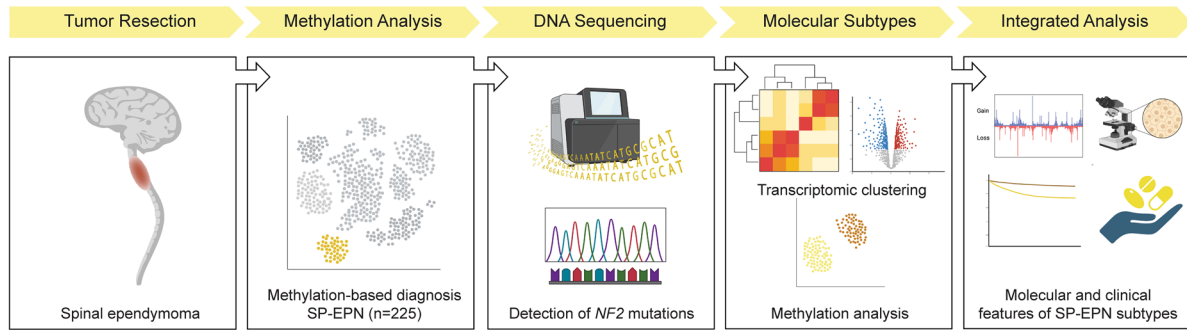 Tumor Resection
Methylation Analysis
DNA Sequencing
Molecular Subtypes
Integrated Analysis
Spinal ependymoma
Methylation-based diagnosis
SP-EPN (n=225)
Detection of NF2 mutations
Transcriptomic clustering
Methylation analysis
Gain
Loss
Molecular and clinical
features of SP-EPN subtypes